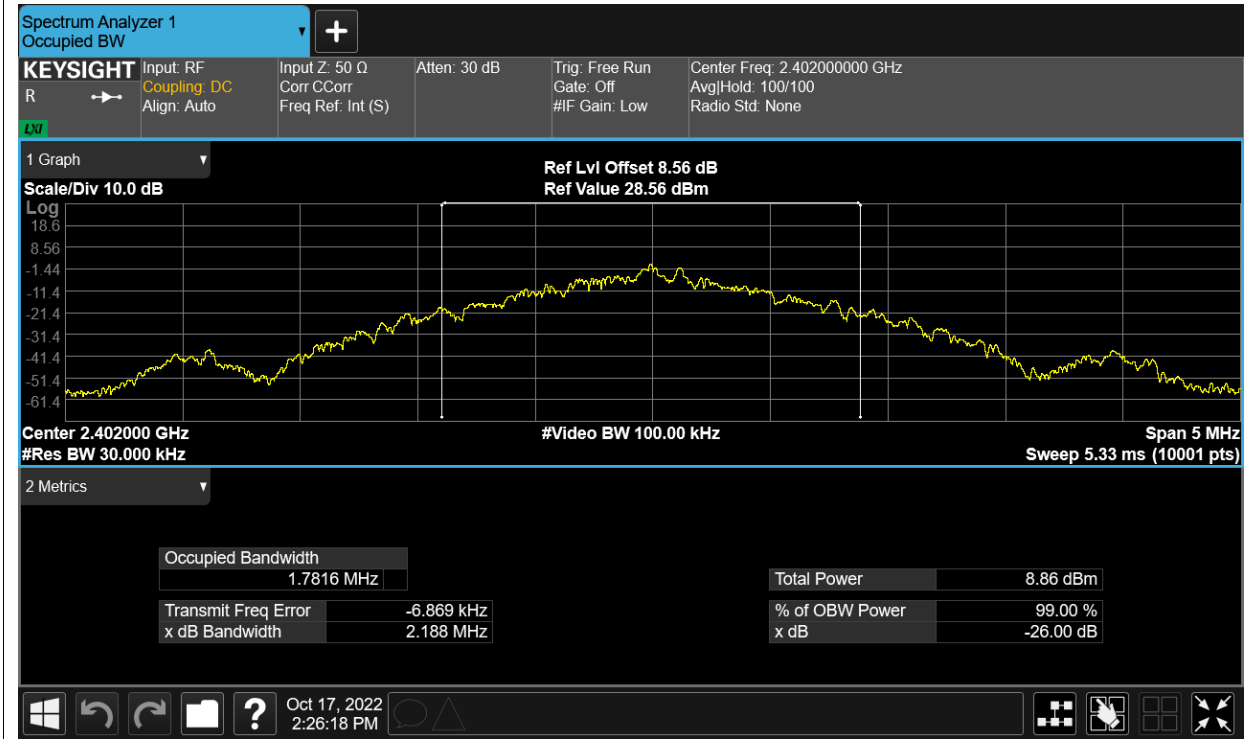 Spectrum Analyzer 1
Occupied BW
KEYSIGHT
R
LXI
Input: RF
Coupling: DC
Align: Auto
Input Z: 50 Ω
Corr CCorr
Freq Ref: Int (S)
Atten: 30 dB
Trig: Free Run
Gate: Off
#IF Gain: Low
Center Freq: 2.402000000 GHz
Avg|Hold: 100/100
Radio Std: None
1 Graph
Scale/Div 10.0 dB
Ref Lvl Offset 8.56 dB
Ref Value 28.56 dBm
Log
18.6
8.56
-1.44
-11.4
-21.4
-31.4
-41.4
-51.4
-61.4
Center 2.402000 GHz
#Res BW 30.000 kHz
#Video BW 100.00 kHz
Span 5 MHz
Sweep 5.33 ms (10001 pts)
2 Metrics
Occupied Bandwidth
1.7816 MHz
Transmit Freq Error -6.869 kHz
x dB Bandwidth 2.188 MHz
Total Power 8.86 dBm
% of OBW Power 99.00 %
x dB -26.00 dB
?
Oct 17, 2022
2:26:18 PM